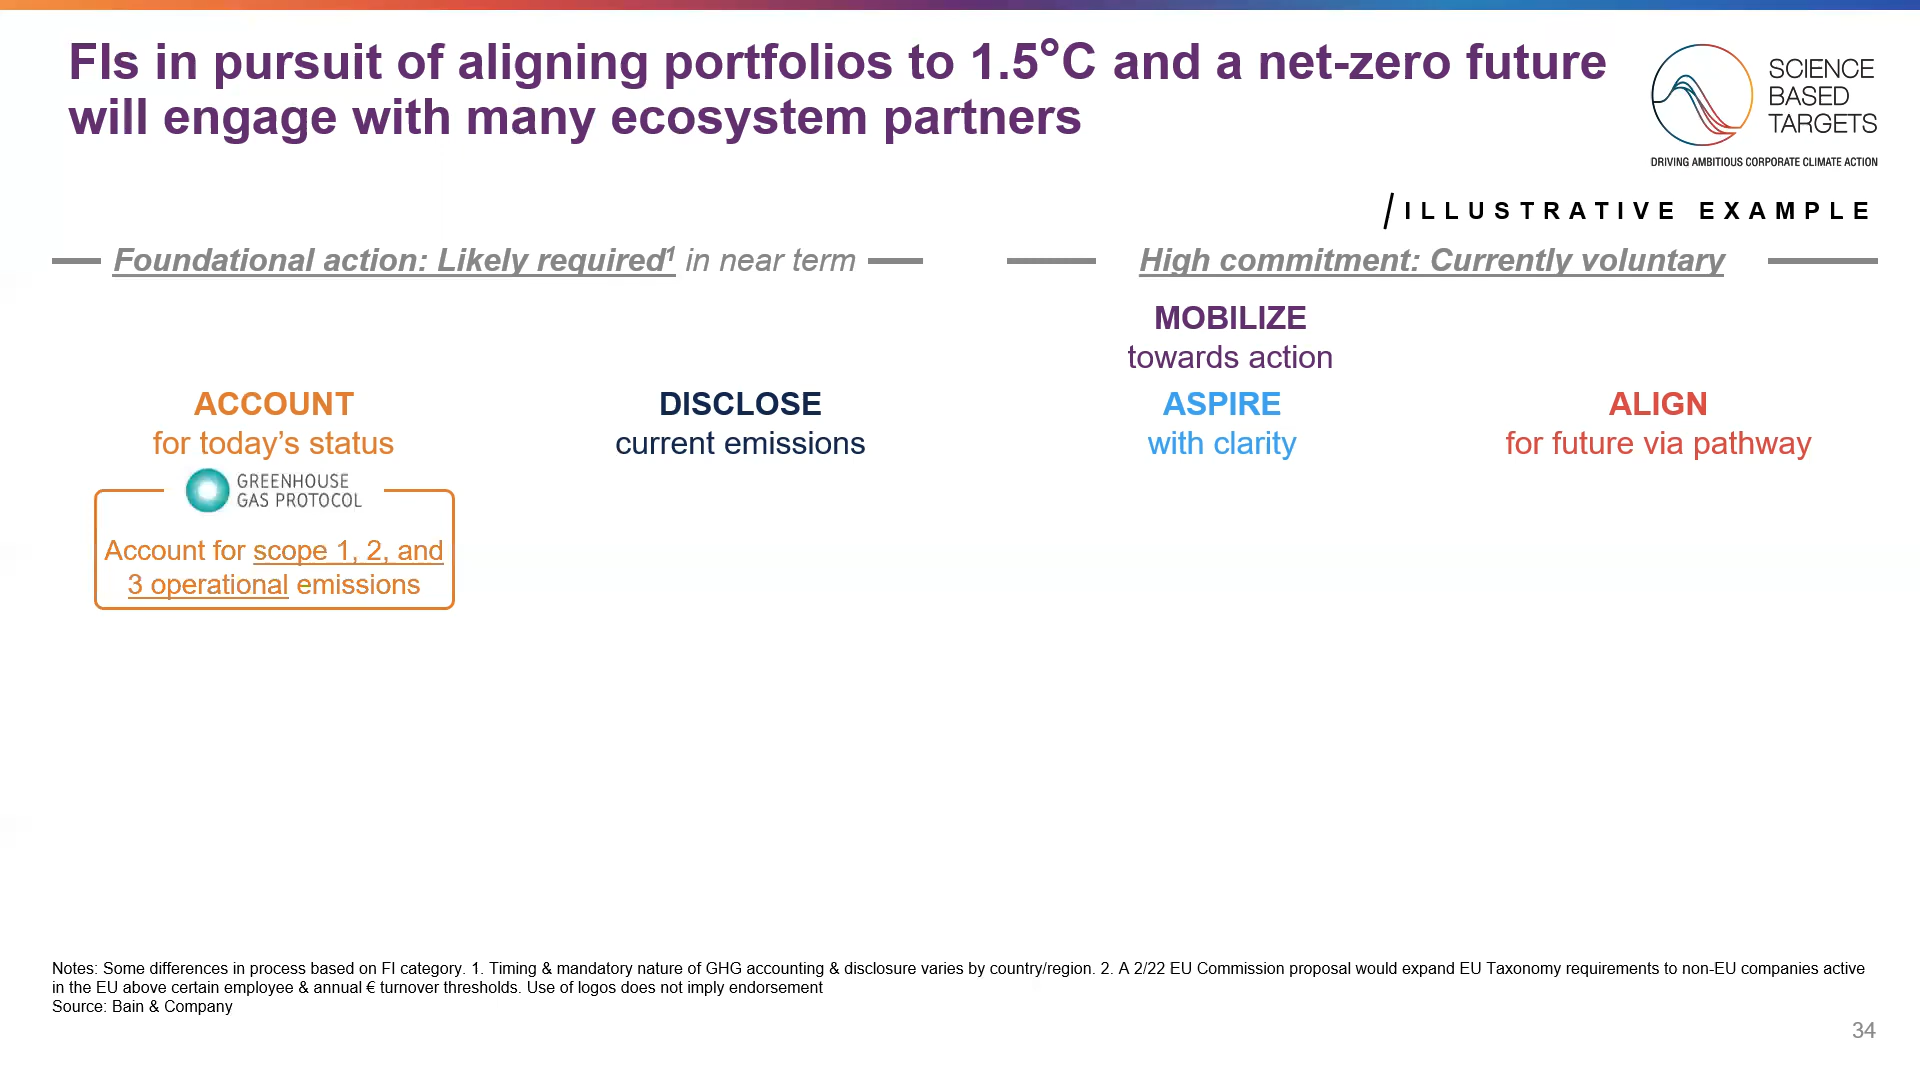 FIs in pursuit of aligning portfolios to 1.5°C and a net-zero future
will engage with many ecosystem partners
SCIENCE
BASED
TARGETS
DRIVING AMBITIOUS CORPORATE CLIMATE ACTION
ILLUSTRATIVE EXAMPLE
Foundational action: Likely required¹ in near term
High commitment: Currently voluntary
MOBILIZE
towards action
ACCOUNT
for today’s status
DISCLOSE
current emissions
ASPIRE
with clarity
ALIGN
for future via pathway
GREENHOUSE
GAS PROTOCOL
Account for scope 1, 2, and
3 operational emissions
Notes: Some differences in process based on FI category. 1. Timing & mandatory nature of GHG accounting & disclosure varies by country/region. 2. A 2/22 EU Commission proposal would expand EU Taxonomy requirements to non-EU companies active
in the EU above certain employee & annual € turnover thresholds. Use of logos does not imply endorsement
Source: Bain & Company
34